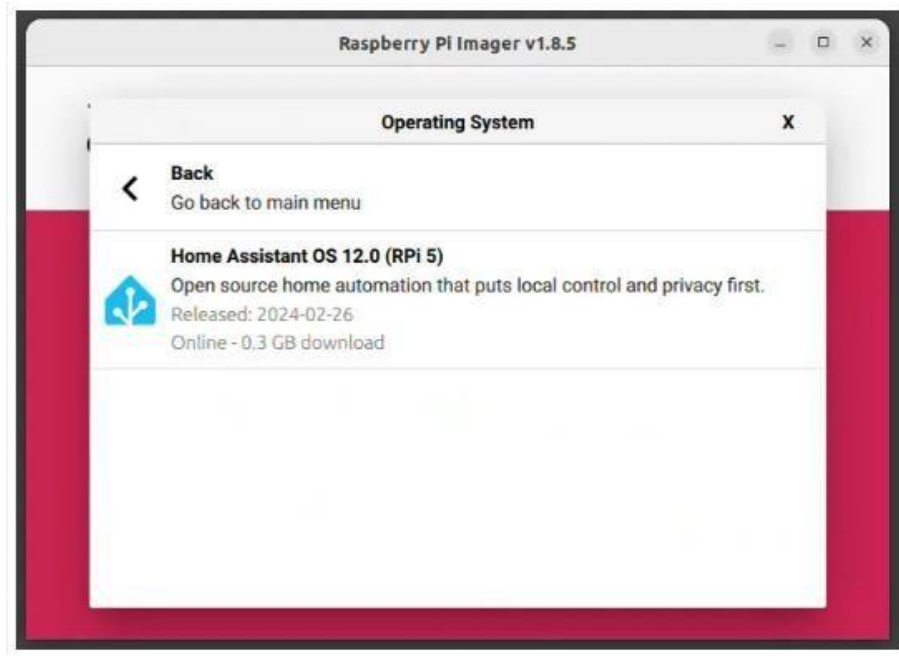 Raspberry Pi Imager v1.8.5
Operating System X
Back
Go back to main menu
Home Assistant OS 12.0 (RPi 5)
Open source home automation that puts local control and privacy first.
Released: 2024-02-26
Online - 0.3 GB download